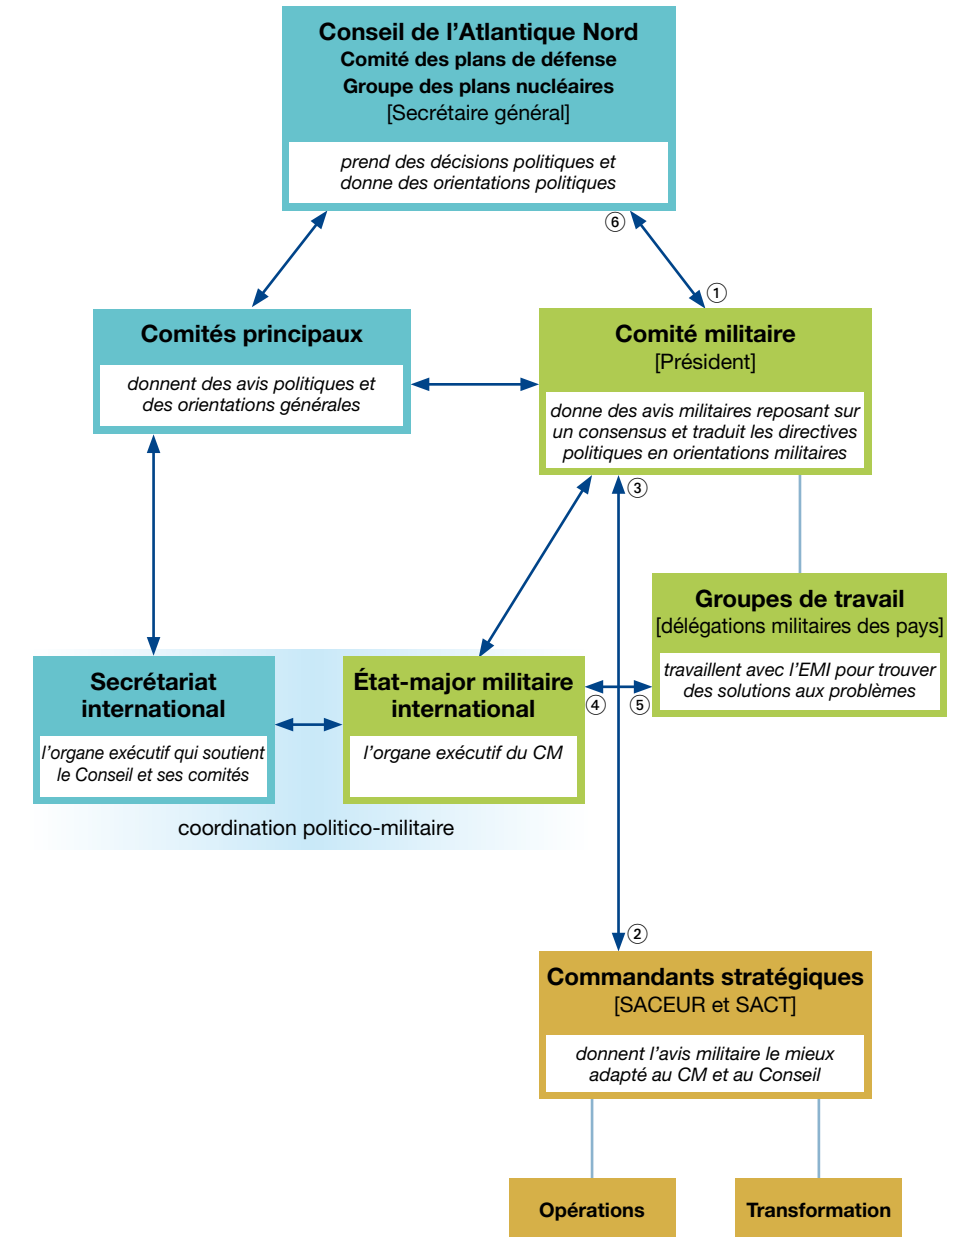 Conseil de l’Atlantique Nord
Comité des plans de défense
Groupe des plans nucléaires
[Secrétaire général]
prend des décisions politiques et
donne des orientations politiques
⑥
①
Comités principaux
donnent des avis politiques et
des orientations générales
Comité militaire
[Président]
donne des avis militaires reposant sur
un consensus et traduit les directives
politiques en orientations militaires
③
Groupes de travail
[délégations militaires des pays]
travaillent avec l’EMI pour trouver
des solutions aux problèmes
Secrétariat
international
l’organe exécutif qui soutient
le Conseil et ses comités
État-major militaire
international
l’organe exécutif du CM
④
⑤
coordination politico-militaire
②
Commandants stratégiques
[SACEUR et SACT]
donnent l’avis militaire le mieux
adapté au CM et au Conseil
Opérations
Transformation